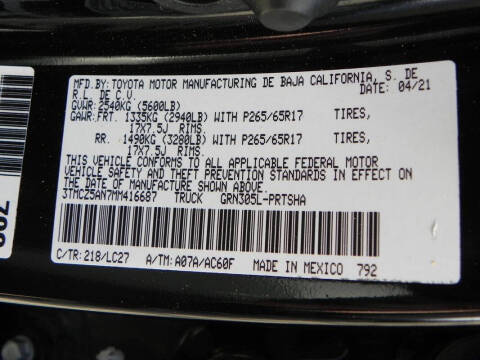 MFD.BY: TOYOTA MOTOR MANUFACTURING DE BAJA CALIFORNIA, S. DE
R.L. DE C.V. DATE: 04/21
GVWR: 2540KG (5600LB)
GAWR: FRT. 1335KG (2940LB) WITH P265/65R17 TIRES,
17X7.5J RIMS.
RR. 1490KG (3280LB) WITH P265/65R17 TIRES,
17X7.5J RIMS.
THIS VEHICLE CONFORMS TO ALL APPLICABLE FEDERAL MOTOR
VEHICLE SAFETY AND THEFT PREVENTION STANDARDS IN EFFECT
ON THE DATE OF MANUFACTURE SHOWN ABOVE.
3TMCZ5AN7MM416687 TRUCK GRN305L-PRTSHA
C/TR: 218/LC27 A/TM: A07A/AC60F MADE IN MEXICO 792